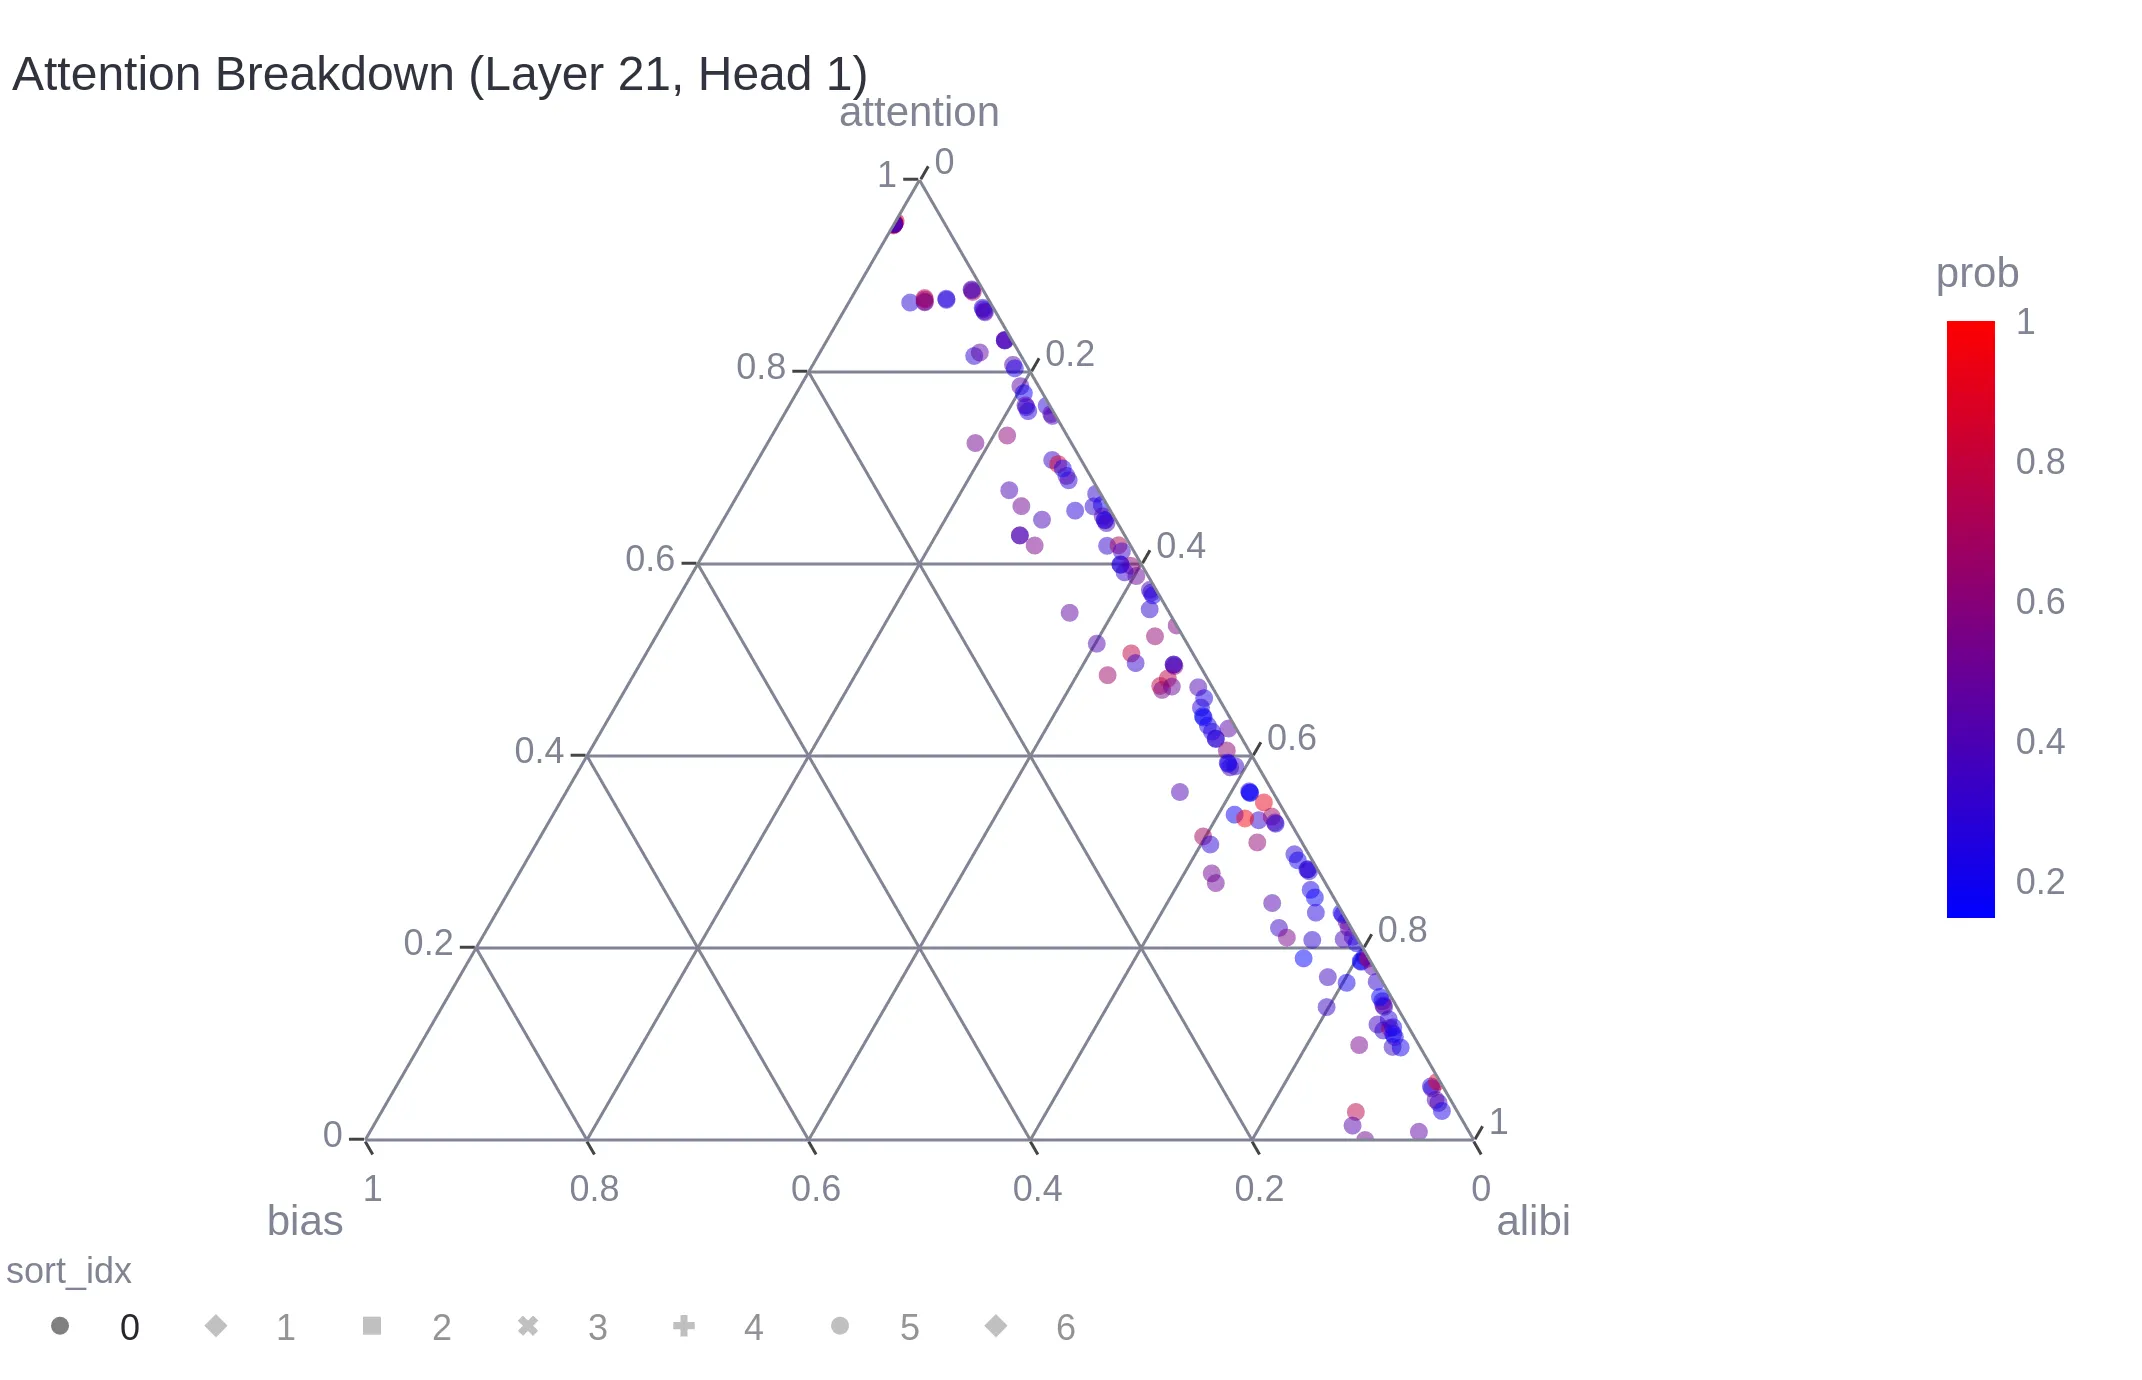 Attention Breakdown (Layer 21, Head 1)
attention
1 0
0.8 0.2
0.6 0.4
0.4 0.6
0.2 0.8
0 1
1 0.8 0.6 0.4 0.2 0
bias alibi
prob
1
0.8
0.6
0.4
0.2
sort_idx
0 1 2 3 4 5 6